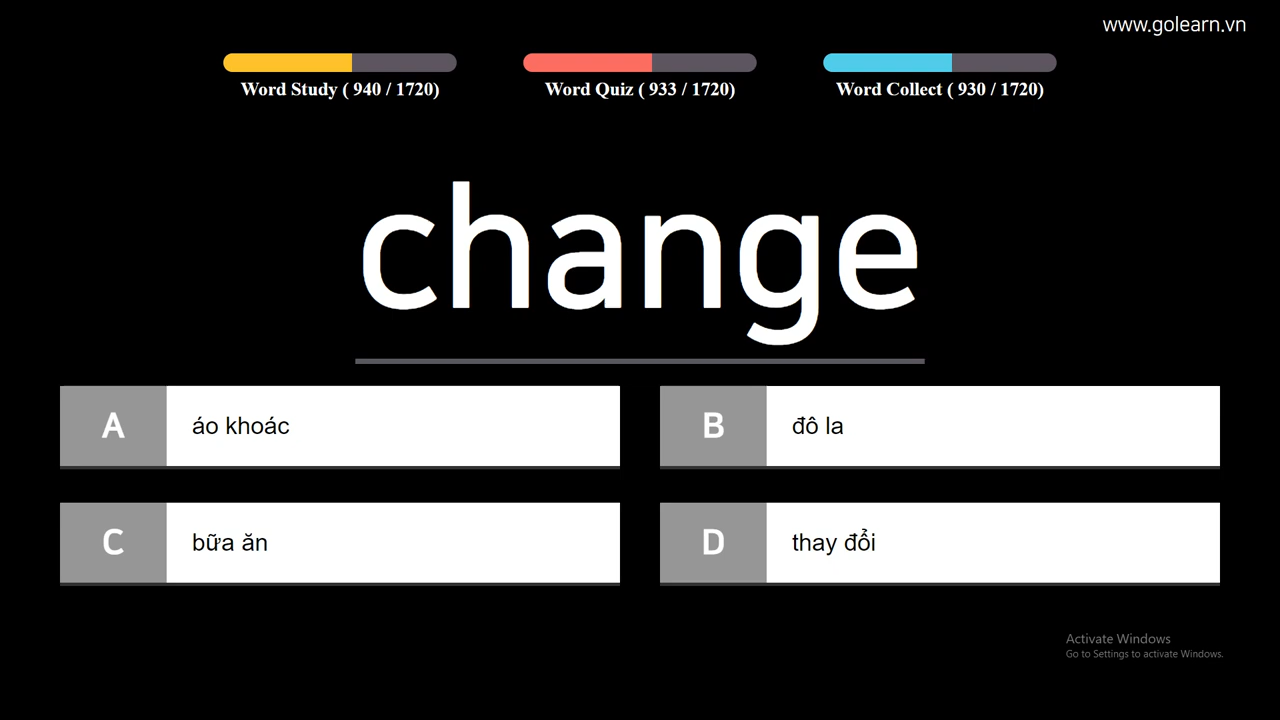 www.golearn.vn
Word Study ( 940 / 1720)
Word Quiz ( 933 / 1720)
Word Collect ( 930 / 1720)
change
A
áo khoác
B
đô la
C
bữa ăn
D
thay đổi
Activate Windows
Go to Settings to activate Windows.